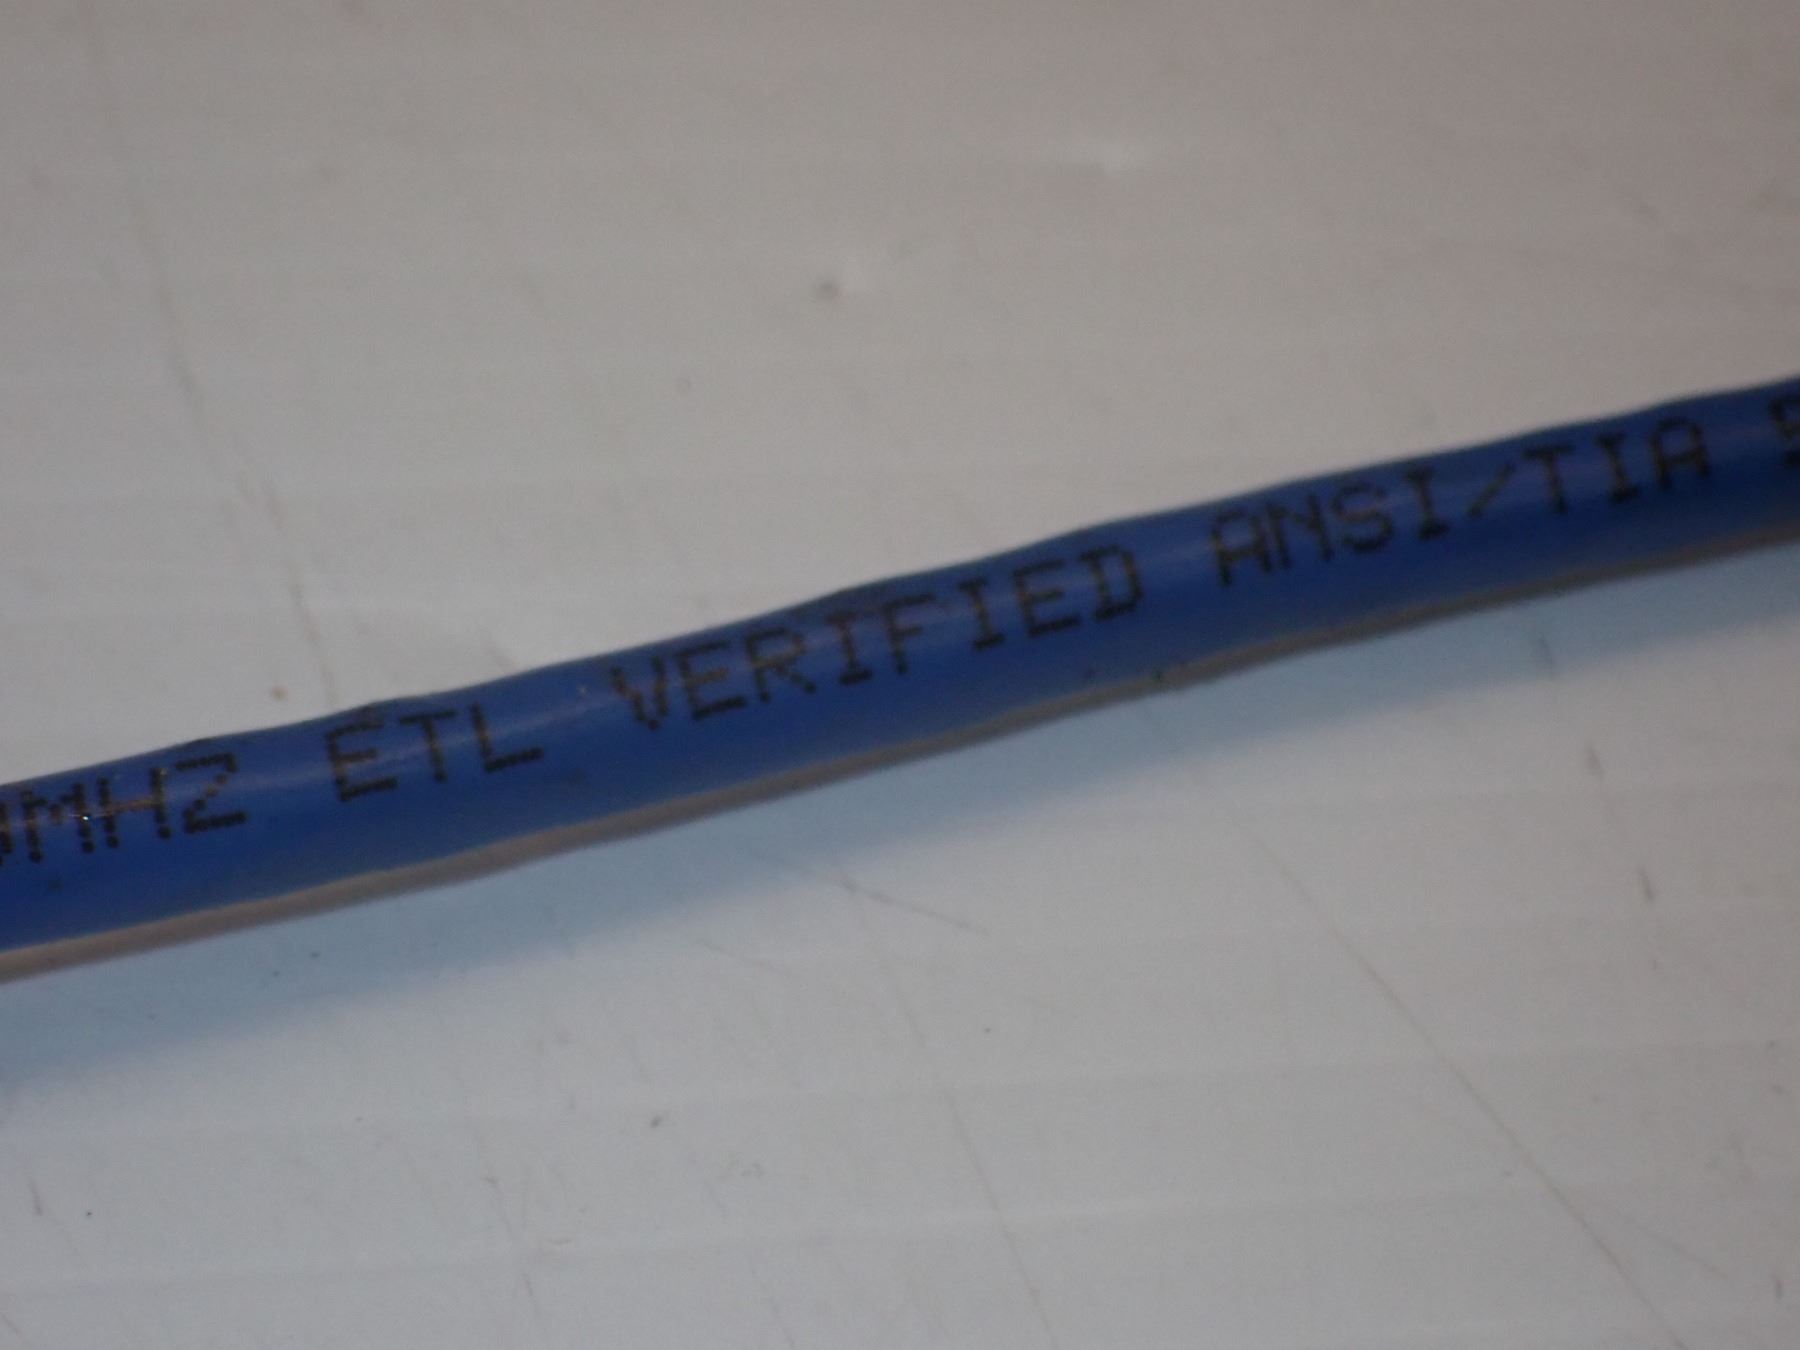 MHZ ETL VERIFIED ANSI/TIA